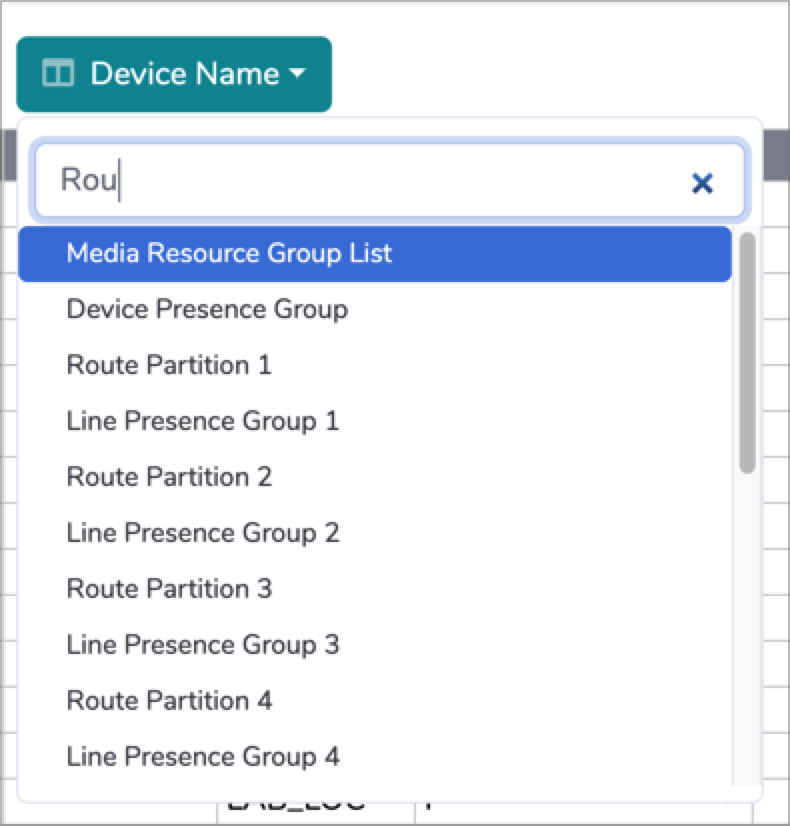 Device Name
Rou
Media Resource Group List
Device Presence Group
Route Partition 1
Line Presence Group 1
Route Partition 2
Line Presence Group 2
Route Partition 3
Line Presence Group 3
Route Partition 4
Line Presence Group 4